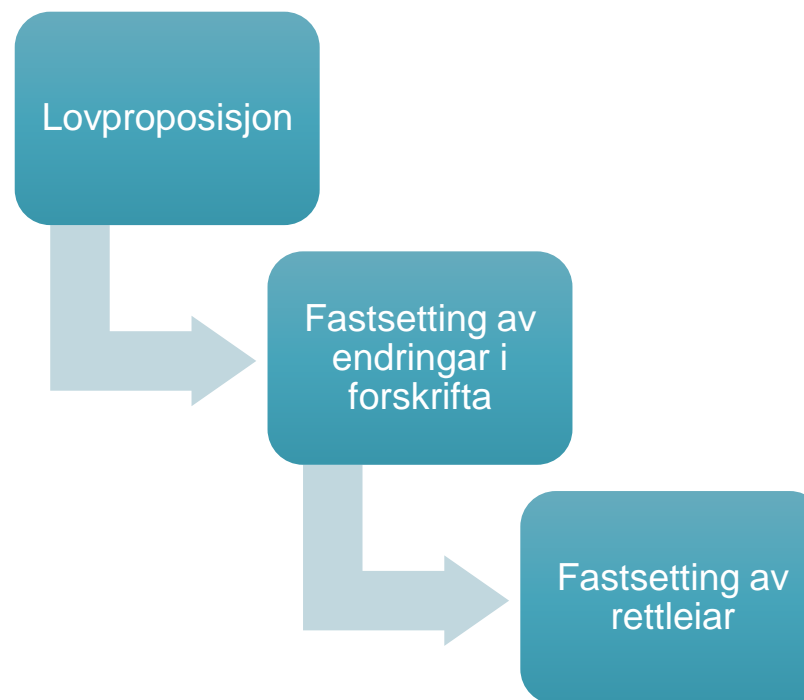 Lovproposisjon
Fastsetting av
endringar i
forskrifta
Fastsetting av
rettleiar